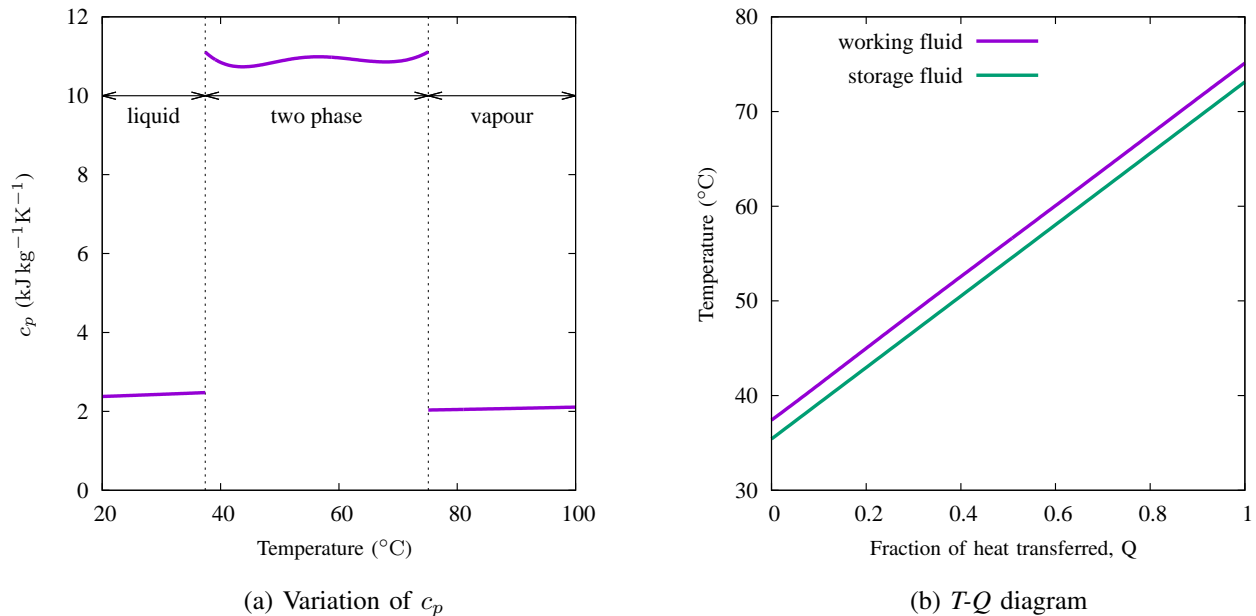 12
10
8
6
4
2
0
20
40
60
80
100
liquid
two phase
vapour
c_p (kJ kg⁻¹K⁻¹)
Temperature (°C)
(a) Variation of c_p
80
70
60
50
40
30
0
0.2
0.4
0.6
0.8
1
working fluid
storage fluid
Temperature (°C)
Fraction of heat transferred, Q
(b) T-Q diagram